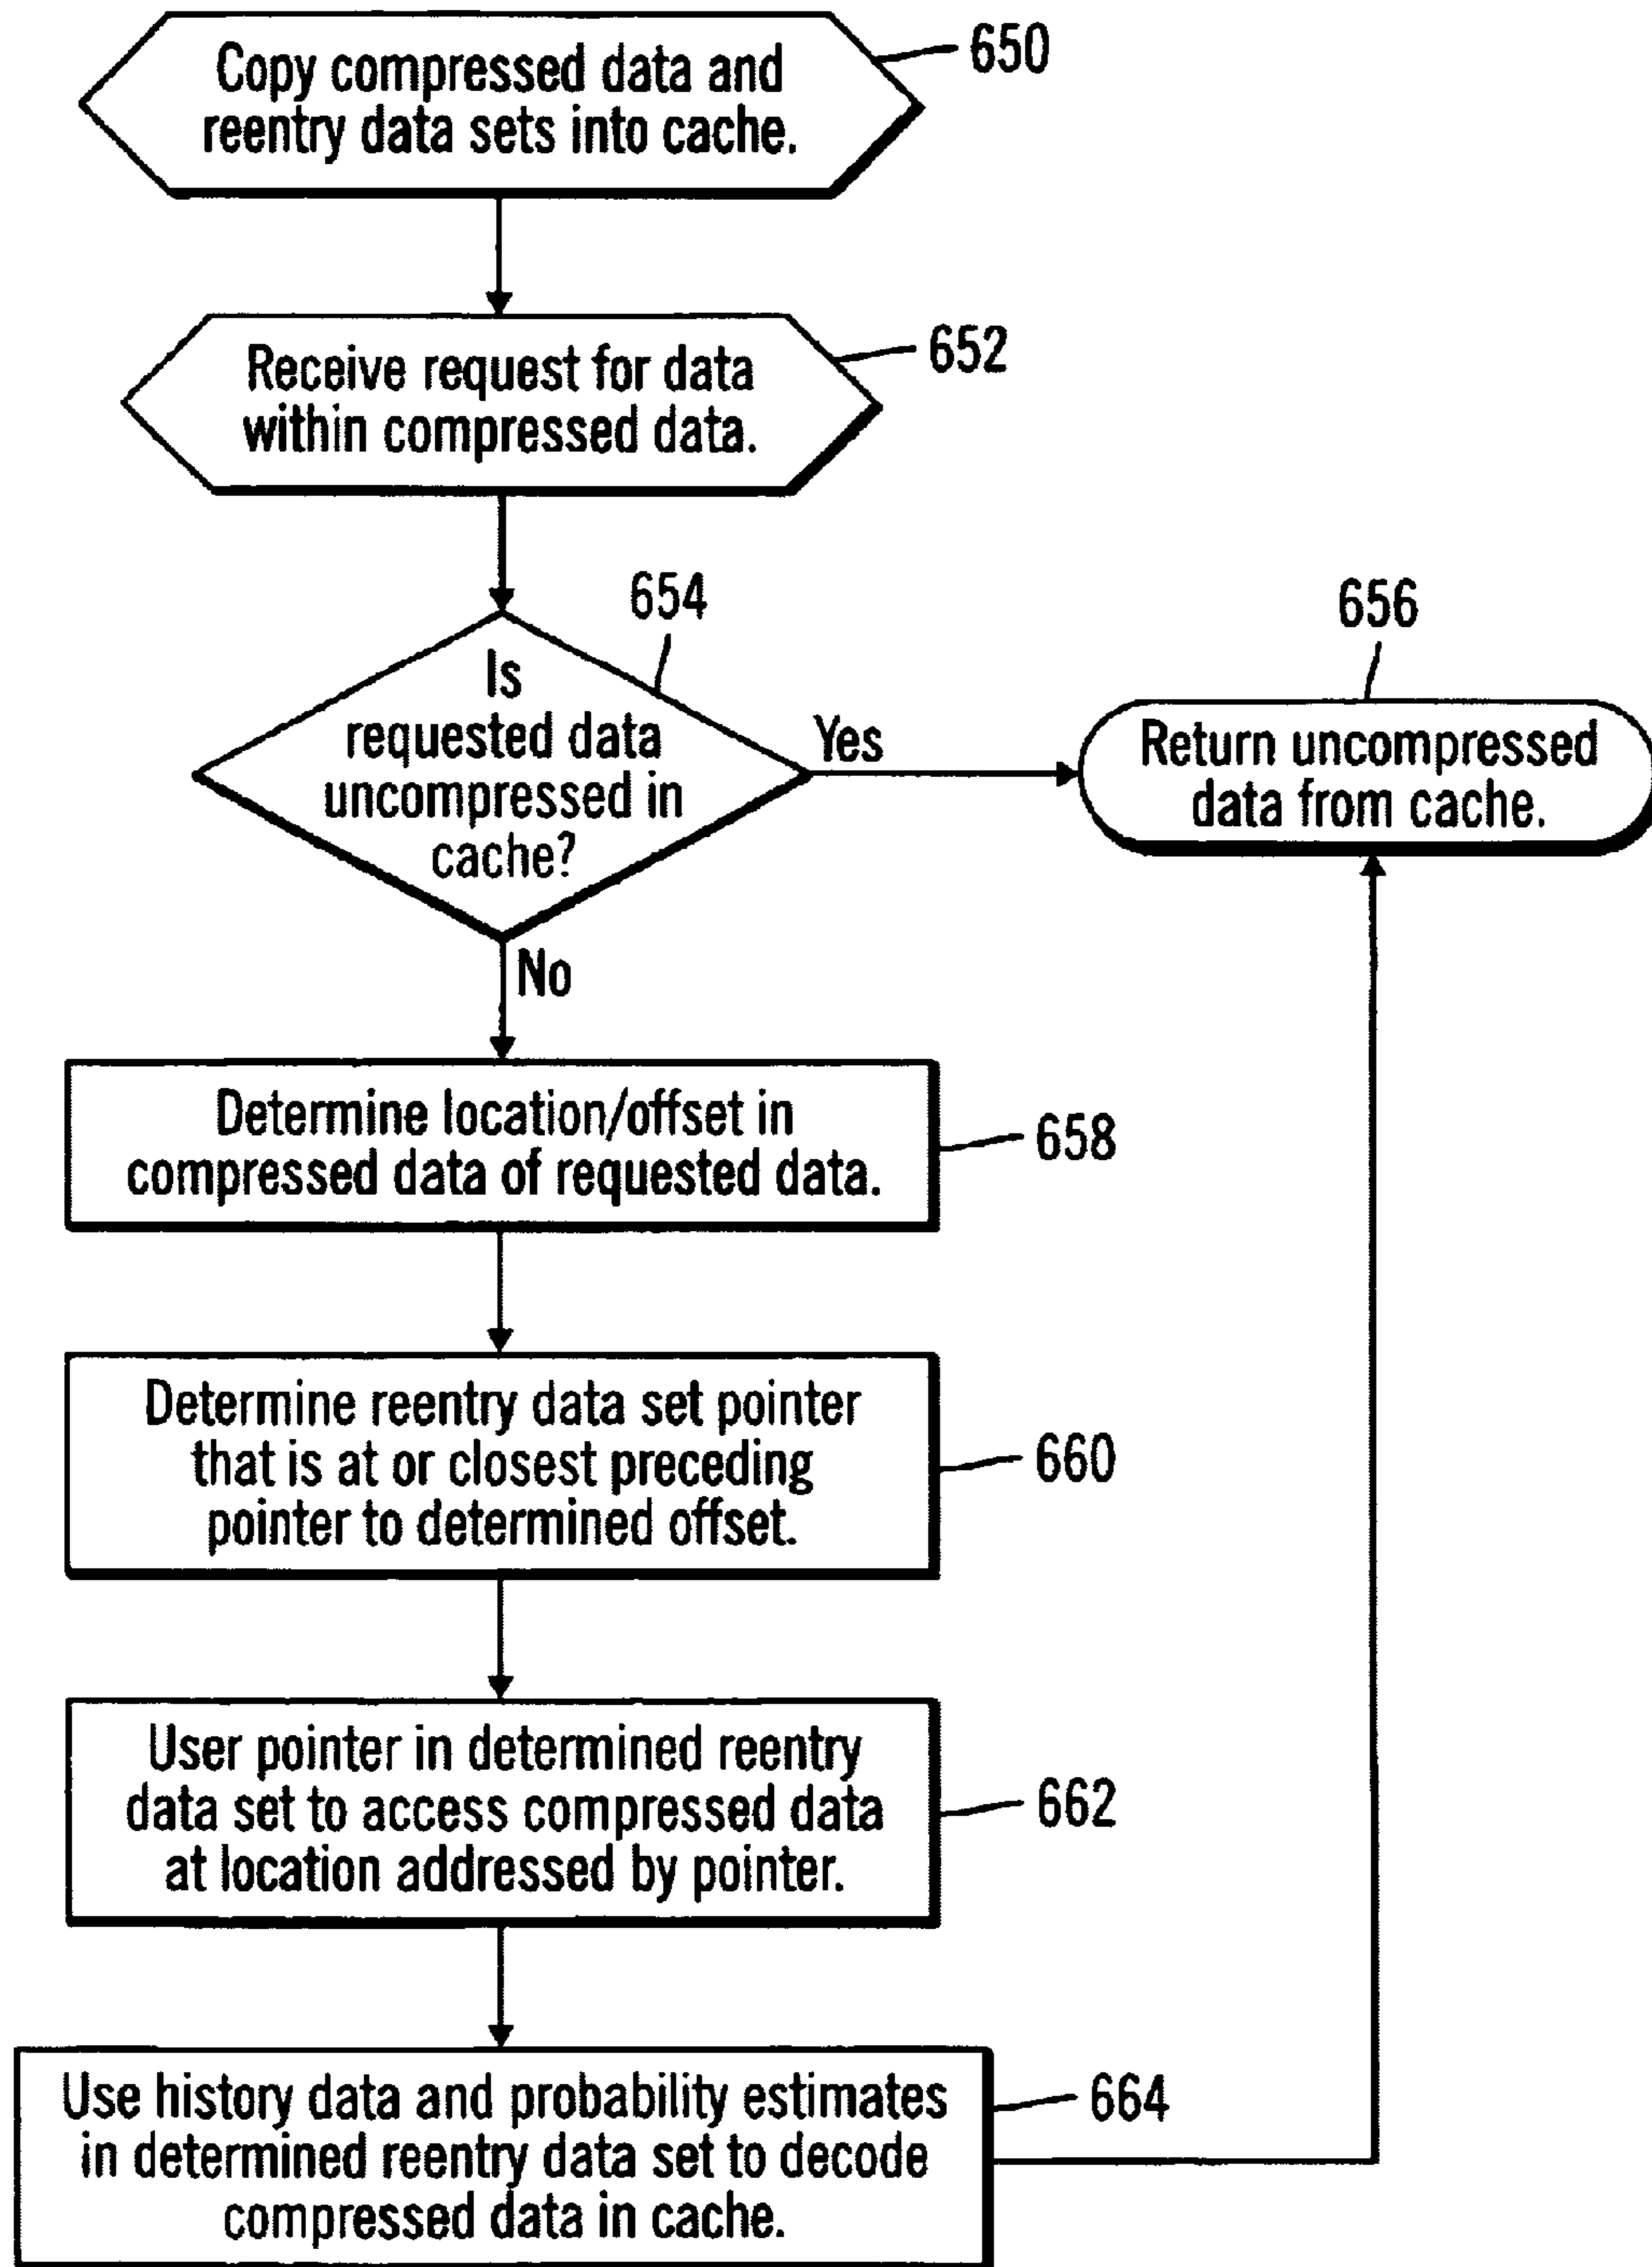 Copy compressed data and
reentry data sets into cache.
650
Receive request for data
within compressed data.
652
654
Is
requested data
uncompressed in
cache?
Yes
656
Return uncompressed
data from cache.
No
Determine location/offset in
compressed data of requested data.
658
Determine reentry data set pointer
that is at or closest preceding
pointer to determined offset.
660
User pointer in determined reentry
data set to access compressed data
at location addressed by pointer.
662
Use history data and probability estimates
in determined reentry data set to decode
compressed data in cache.
664